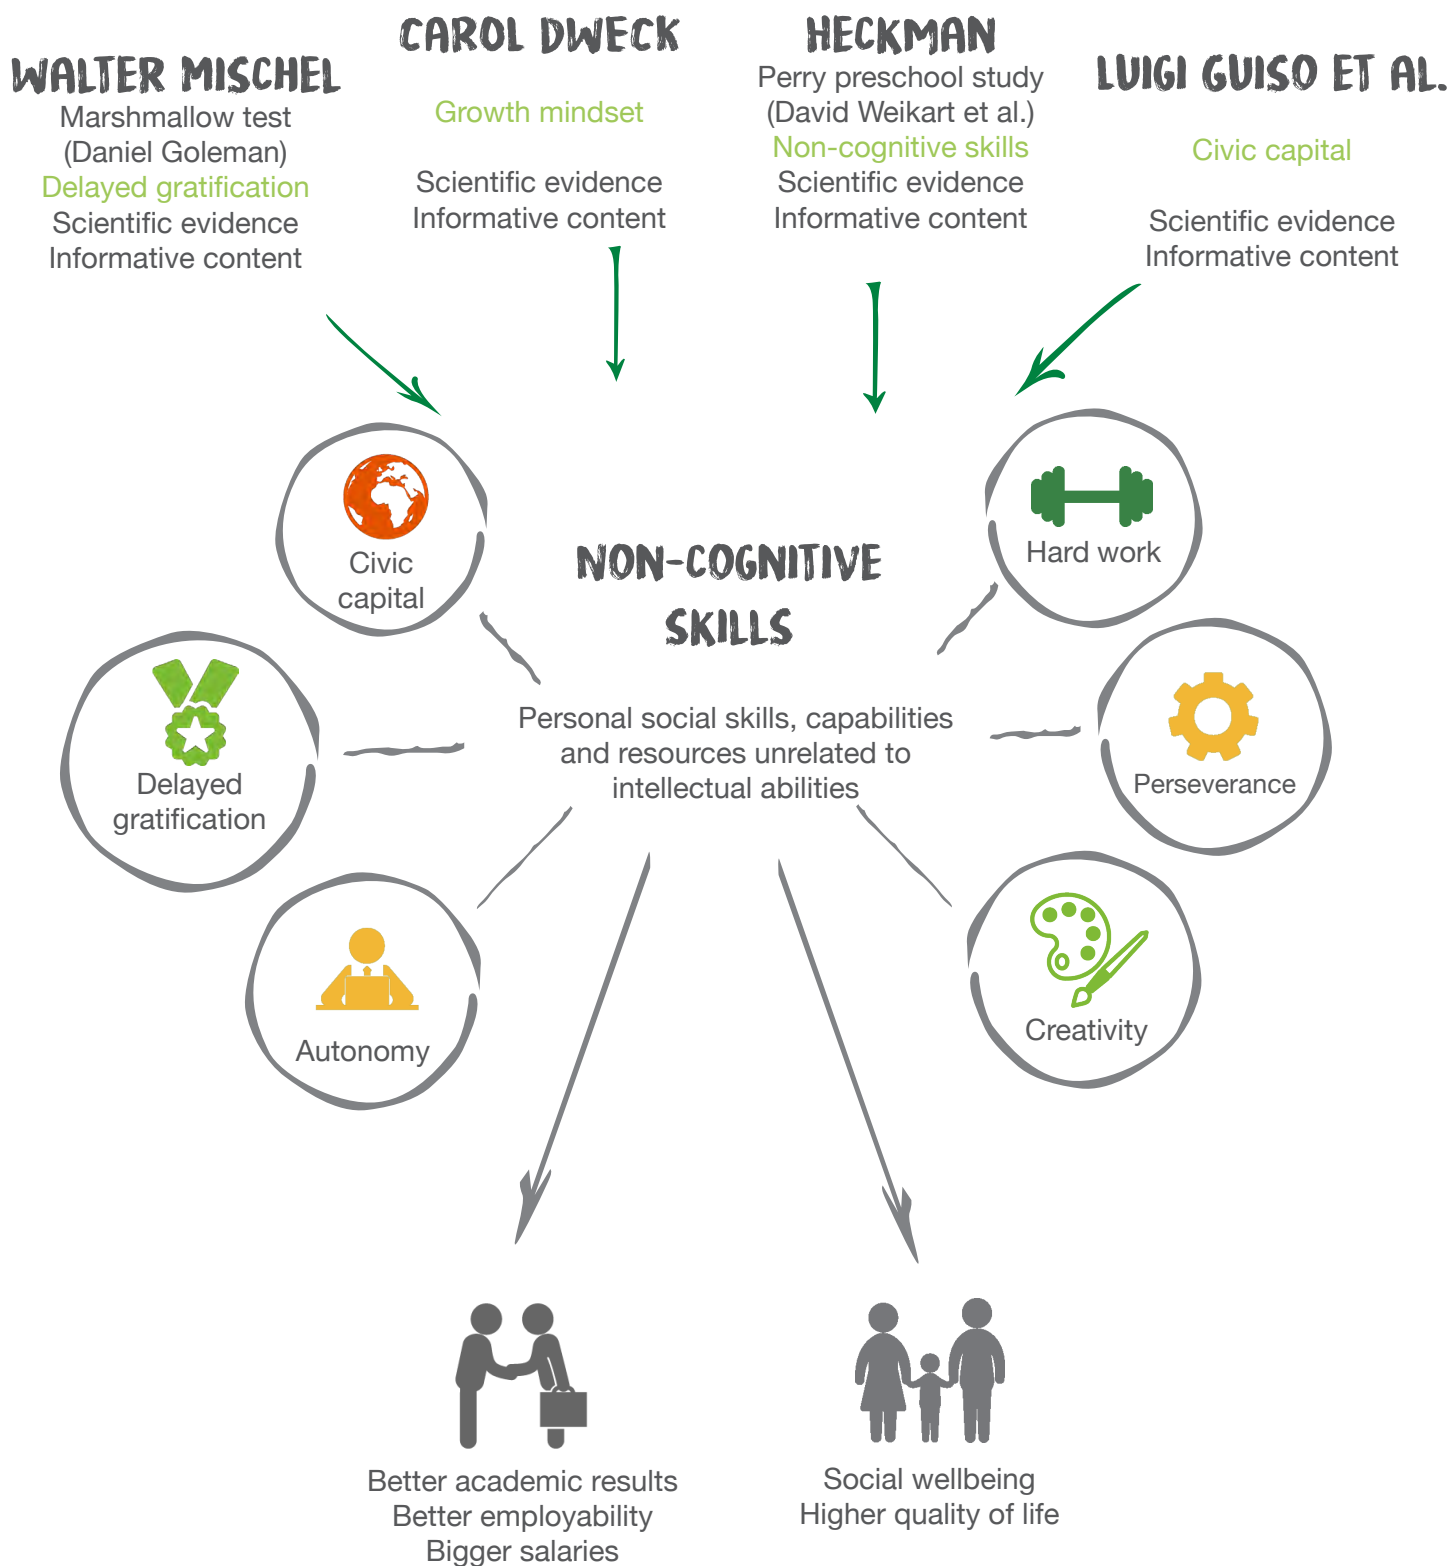 WALTER MISCHEL
Marshmallow test
(Daniel Goleman)
Delayed gratification
Scientific evidence
Informative content
CAROL DWECK
Growth mindset
Scientific evidence
Informative content
HECKMAN
Perry preschool study
(David Weikart et al.)
Non-cognitive skills
Scientific evidence
Informative content
LUIGI GUISO ET AL.
Civic capital
Scientific evidence
Informative content
Civic
capital
Delayed
gratification
Autonomy
NON-COGNITIVE
SKILLS
Personal social skills, capabilities
and resources unrelated to
intellectual abilities
Hard work
Perseverance
Creativity
Better academic results
Better employability
Bigger salaries
Social wellbeing
Higher quality of life